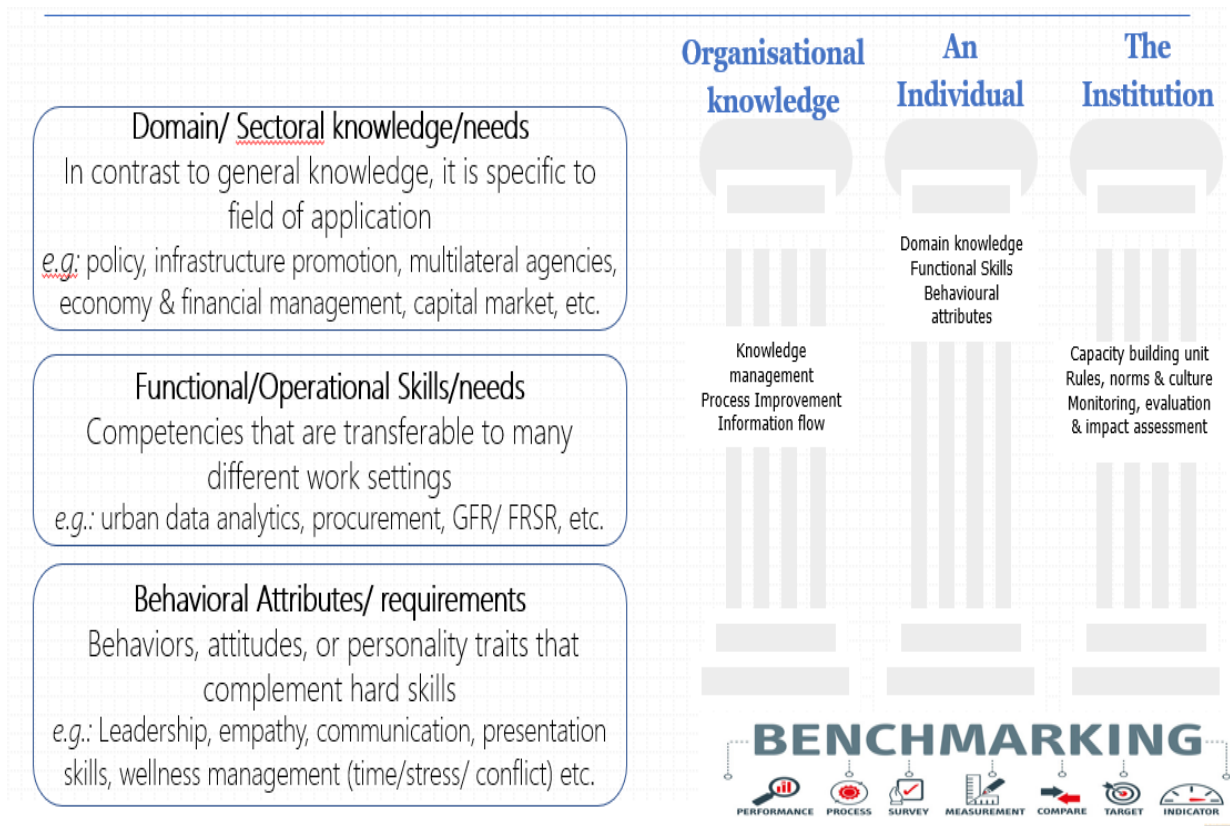 Domain/ Sectoral knowledge/needs
In contrast to general knowledge, it is specific to
field of application
e.g: policy, infrastructure promotion, multilateral agencies,
economy & financial management, capital market, etc.
Functional/Operational Skills/needs
Competencies that are transferable to many
different work settings
e.g.: urban data analytics, procurement, GFR/ FRSR, etc.
Behavioral Attributes/ requirements
Behaviors, attitudes, or personality traits that
complement hard skills
e.g.: Leadership, empathy, communication, presentation
skills, wellness management (time/stress/ conflict) etc.
Organisational
knowledge
Knowledge
management
Process Improvement
Information flow
An
Individual
Domain knowledge
Functional Skills
Behavioural
attributes
The
Institution
Capacity building unit
Rules, norms & culture
Monitoring, evaluation
& impact assessment
BENCHMARKING
PERFORMANCE
PROCESS
SURVEY
MEASUREMENT
COMPARE
TARGET
INDICATOR